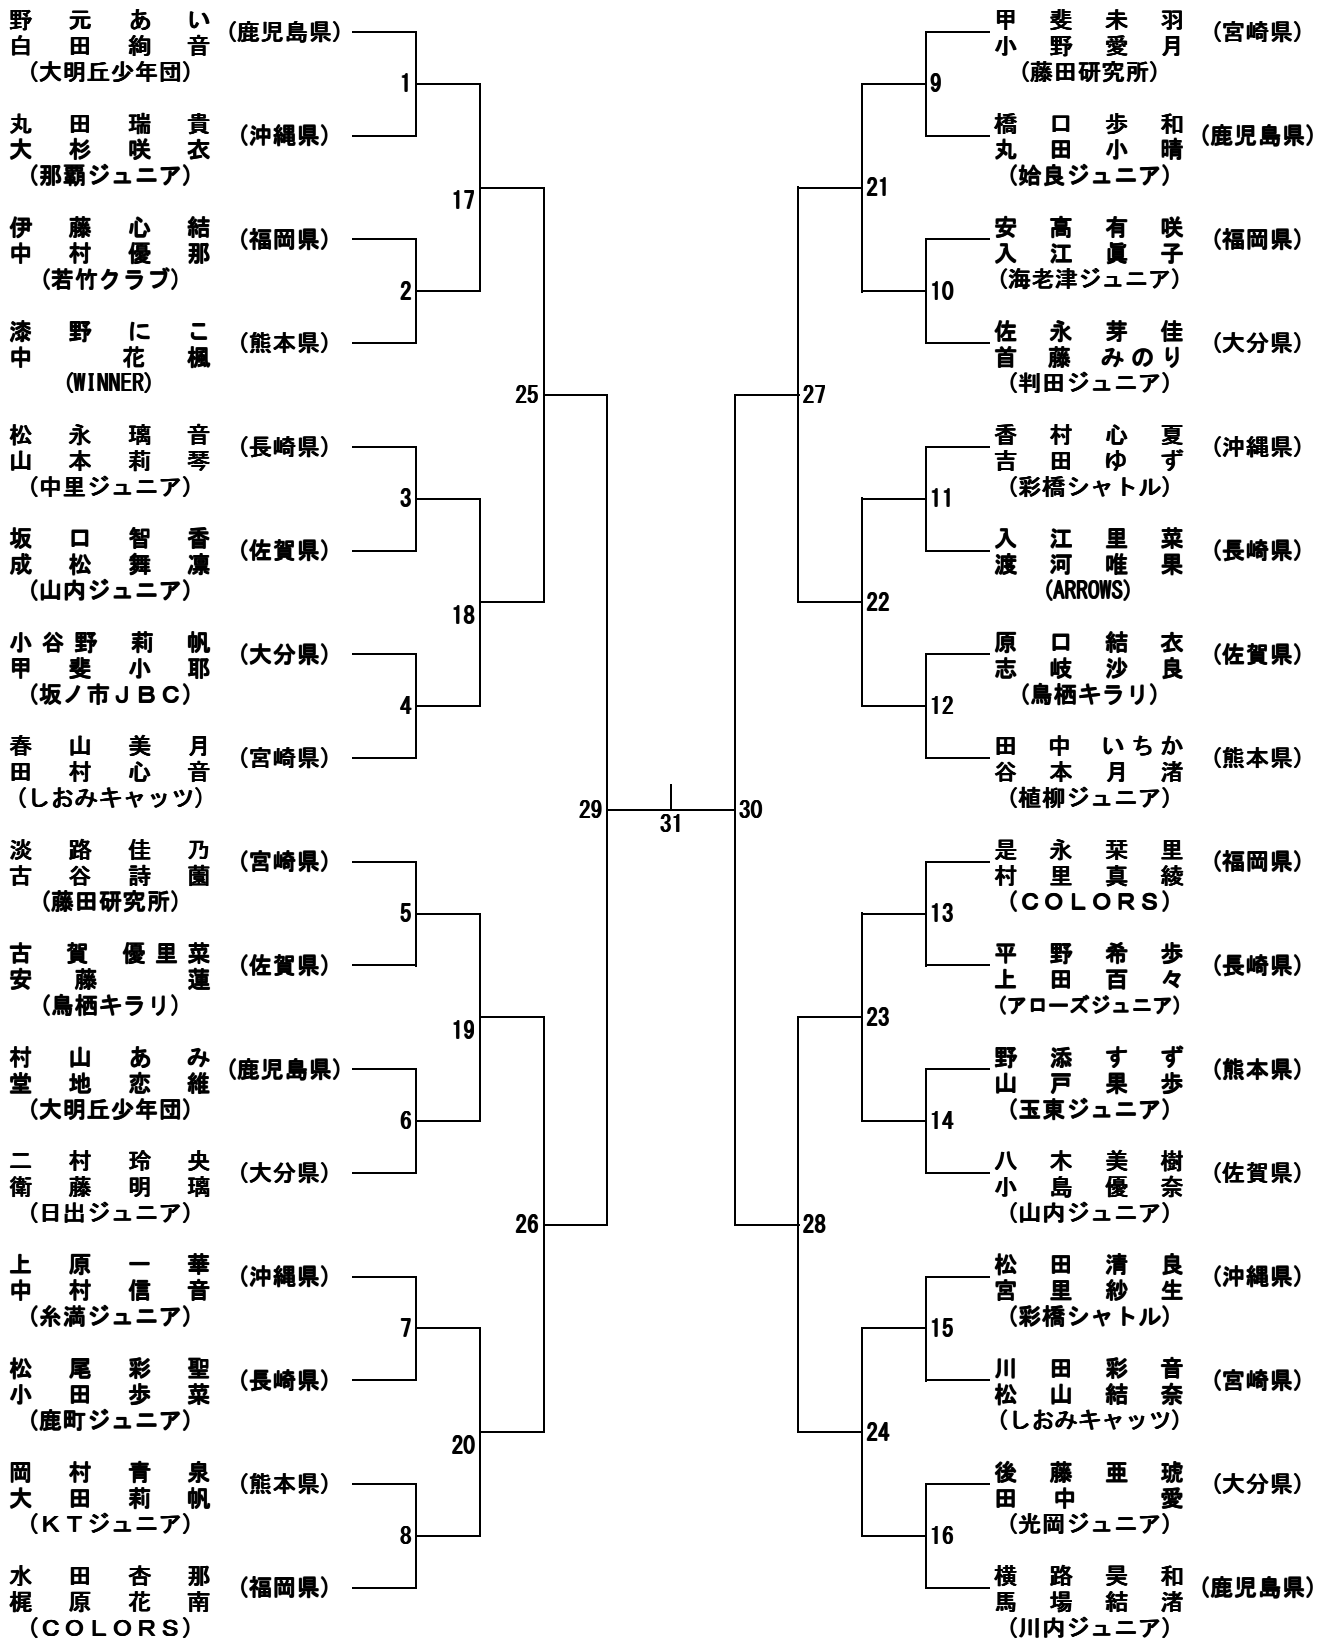 野元あい (鹿児島県)
白田絢音
(大明丘少年団)
1
丸田瑞貴 (沖縄県)
大杉咲衣
(那覇ジュニア)
17
伊藤心結 (福岡県)
中村優那
(若竹クラブ)
2
漆野にこ (熊本県)
中 花楓
(WINNER)
25
松永璃音 (長崎県)
山本莉琴
(中里ジュニア)
3
坂口智香 (佐賀県)
成松舞凜
(山内ジュニア)
18
小谷野莉帆 (大分県)
甲斐小耶
(坂ノ市JBC)
4
春山美月 (宮崎県)
田村心音
(しおみキャッツ)
29
淡路佳乃 (宮崎県)
古谷詩薗
(藤田研究所)
5
古賀優里菜 (佐賀県)
安藤 蓮
(鳥栖キラリ)
19
村山あみ (鹿児島県)
堂地恋維
(大明丘少年団)
6
二村玲央 (大分県)
衛藤明璃
(日出ジュニア)
26
上原一華 (沖縄県)
中村信音
(糸満ジュニア)
7
松尾彩聖 (長崎県)
小田歩菜
(鹿町ジュニア)
20
岡村青泉 (熊本県)
大田莉帆
(KTジュニア)
8
水田杏那 (福岡県)
梶原花南
(COLORS)
31
甲斐未羽 (宮崎県)
小野愛月
(藤田研究所)
9
橋口歩和 (鹿児島県)
丸田小晴
(姶良ジュニア)
21
安高有咲 (福岡県)
入江眞子
(海老津ジュニア)
10
佐永芽佳 (大分県)
首藤みのり
(判田ジュニア)
27
香村心夏 (沖縄県)
吉田ゆず
(彩橋シャトル)
11
入江里菜 (長崎県)
渡河唯果
(ARROWS)
22
原口結衣 (佐賀県)
志岐沙良
(鳥栖キラリ)
12
田中いちか (熊本県)
谷本月渚
(植柳ジュニア)
30
是永栞里 (福岡県)
村里真綾
(COLORS)
13
平野希歩 (長崎県)
上田百々
(アローズジュニア)
23
野添すず (熊本県)
山戸果歩
(玉東ジュニア)
14
八木美樹 (佐賀県)
小島優奈
(山内ジュニア)
28
松田清良 (沖縄県)
宮里紗生
(彩橋シャトル)
15
川田彩音 (宮崎県)
松山結奈
(しおみキャッツ)
24
後藤亜琥 (大分県)
田中 愛
(光岡ジュニア)
16
横路昊和 (鹿児島県)
馬場結渚
(川内ジュニア)